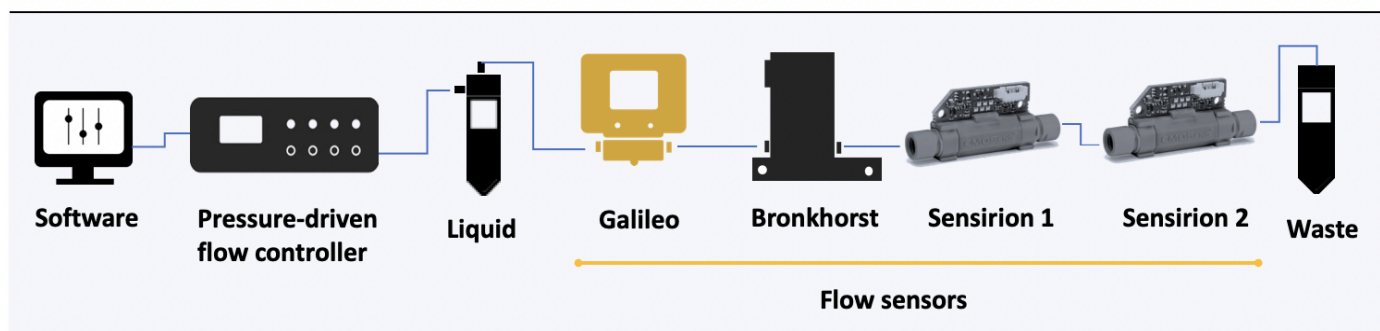 Software
Pressure-driven
flow controller
Liquid
Galileo
Bronkhorst
Sensirion 1
Sensirion 2
Waste
Flow sensors